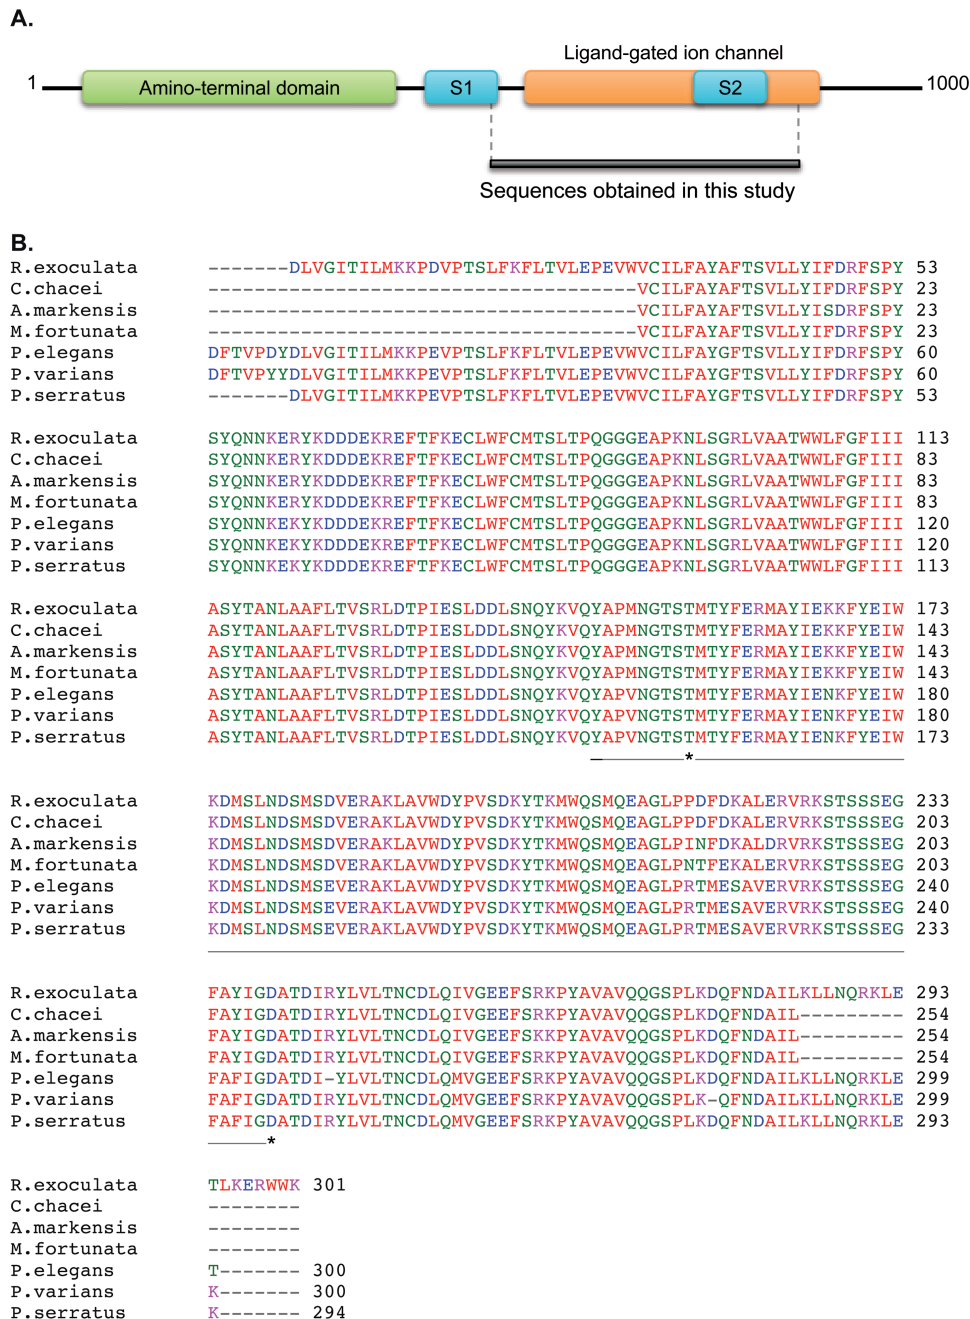 A.
Ligand-gated ion channel
1 Amino-terminal domain S1 S2 1000
Sequences obtained in this study
B.
R.exoculata -------DLVGITILMKKPDVPTSLFKFLTVLEPEVWVCILFAYAFTSVLLYIFDRFSPY 53
C.chacei -------------------------------------VCILFAYAFTSVLLYIFDRFSPY 23
A.markensis -------------------------------------VCILFAYAFTSVLLYISDRFSPY 23
M.fortunata -------------------------------------VCILFAYAFTSVLLYIFDRFSPY 23
P.elegans DFTVPDYDLVGITILMKKPEVPTSLFKFLTVLEPEVWVCILFAYGFTSVLLYIFDRFSPY 60
P.varians DFTVPYYDLVGITILMKKPEVPTSLFKFLTVLEPEVWVCILFAYGFTSVLLYIFDRFSPY 60
P.serratus -------DLVGITILMKKPEVPTSLFKFLTVLEPEVWVCILFAYGFTSVLLYIFDRFSPY 53
R.exoculata SYQNNKERYKDDDEKREFTFKECLWFCMTSLTPQGGGEAPKNLSGRLVAATWWLFGFIII 113
C.chacei SYQNNKERYKDDDEKREFTFKECLWFCMTSLTPQGGGEAPKNLSGRLVAATWWLFGFIII 83
A.markensis SYQNNKERYKDDDEKREFTFKECLWFCMTSLTPQGGGEAPKNLSGRLVAATWWLFGFIII 83
M.fortunata SYQNNKERYKDDDEKREFTFKECLWFCMTSLTPQGGGEAPKNLSGRLVAATWWLFGFIII 83
P.elegans SYQNNKEKYKDDDEKREFTFKECLWFCMTSLTPQGGGEAPKNLSGRLVAATWWLFGFIII 120
P.varians SYQNNKEKYKDDDEKREFTFKECLWFCMTSLTPQGGGEAPKNLSGRLVAATWWLFGFIII 120
P.serratus SYQNNKEKYKDDDEKREFTFKECLWFCMTSLTPQGGGEAPKNLSGRLVAATWWLFGFIII 113
R.exoculata ASYTANLAAFLTVSRLDTPIESLDDLSNQYKVQYAPMNGTSTMTYFERMAYIEKKFYEIW 173
C.chacei ASYTANLAAFLTVSRLDTPIESLDDLSNQYKVQYAPMNGTSTMTYFERMAYIEKKFYEIW 143
A.markensis ASYTANLAAFLTVSRLDTPIESLDDLSNQYKVQYAPMNGTSTMTYFERMAYIEKKFYEIW 143
M.fortunata ASYTANLAAFLTVSRLDTPIESLDDLSNQYKVQYAPMNGTSTMTYFERMAYIEKKFYEIW 143
P.elegans ASYTANLAAFLTVSRLDTPIESLDDLSNQYKVQYAPVNGTSTMTYFERMAYIENKFYEIW 180
P.varians ASYTANLAAFLTVSRLDTPIESLDDLSNQYKVQYAPVNGTSTMTYFERMAYIENKFYEIW 180
P.serratus ASYTANLAAFLTVSRLDTPIESLDDLSNQYKVQYAPVNGTSTMTYFERMAYIENKFYEIW 173
*
R.exoculata KDMSLNDSMSDVERAKLAVWDYPVSDKYTKMWQSMQEAGLPPDFDKALERVRKSTSSSEG 233
C.chacei KDMSLNDSMSDVERAKLAVWDYPVSDKYTKMWQSMQEAGLPPDFDKALERVRKSTSSSEG 203
A.markensis KDMSLNDSMSDVERAKLAVWDYPVSDKYTKMWQSMQEAGLPINFDKALDRVRKSTSSSEG 203
M.fortunata KDMSLNDSMSDVERAKLAVWDYPVSDKYTKMWQSMQEAGLPNTFEKALERVRKSTSSSEG 203
P.elegans KDMSLNDSMSEVERAKLAVWDYPVSDKYTKMWQSMQEAGLPRTMESAVERVRKSTSSSEG 240
P.varians KDMSLNDSMSEVERAKLAVWDYPVSDKYTKMWQSMQEAGLPRTMESAVERVRKSTSSSEG 240
P.serratus KDMSLNDSMSEVERAKLAVWDYPVSDKYTKMWQSMQEAGLPRTMESAVERVRKSTSSSEG 233
R.exoculata FAYIGDATDIRYLVLTNCDLQIVGEEFSRKPYAVAVQQGSPLKDQFNDAILKLLNQRKLE 293
C.chacei FAYIGDATDIRYLVLTNCDLQIVGEEFSRKPYAVAVQQGSPLKDQFNDAIL--------- 254
A.markensis FAYIGDATDIRYLVLTNCDLQIVGEEFSRKPYAVAVQQGSPLKDQFNDAIL--------- 254
M.fortunata FAYIGDATDIRYLVLTNCDLQIVGEEFSRKPYAVAVQQGSPLKDQFNDAIL--------- 254
P.elegans FAFIGDATDI-YLVLTNCDLQMVGEEFSRKPYAVAVQQGSPLKDQFNDAILKLLNQRKLE 299
P.varians FAFIGDATDIRYLVLTNCDLQMVGEEFSRKPYAVAVQQGSPLK-QFNDAILKLLNQRKLE 299
P.serratus FAFIGDATDIRYLVLTNCDLQMVGEEFSRKPYAVAVQQGSPLKDQFNDAILKLLNQRKLE 293
*
R.exoculata TLKERWWK 301
C.chacei --------
A.markensis --------
M.fortunata --------
P.elegans T------- 300
P.varians K------- 300
P.serratus K------- 294